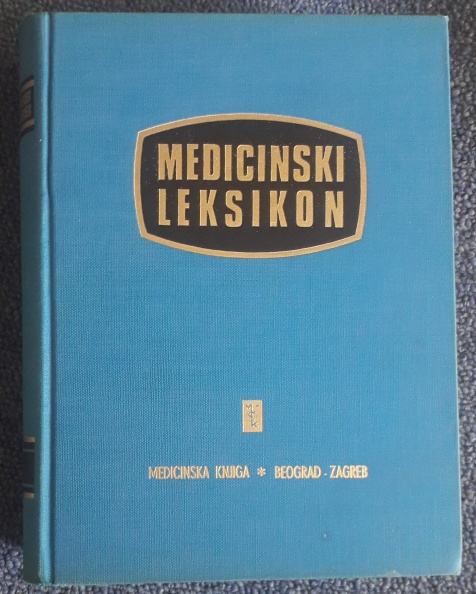 MEDICINSKI
LEKSIKON
MEDICINSKA KNJIGA * BEOGRAD - ZAGREB